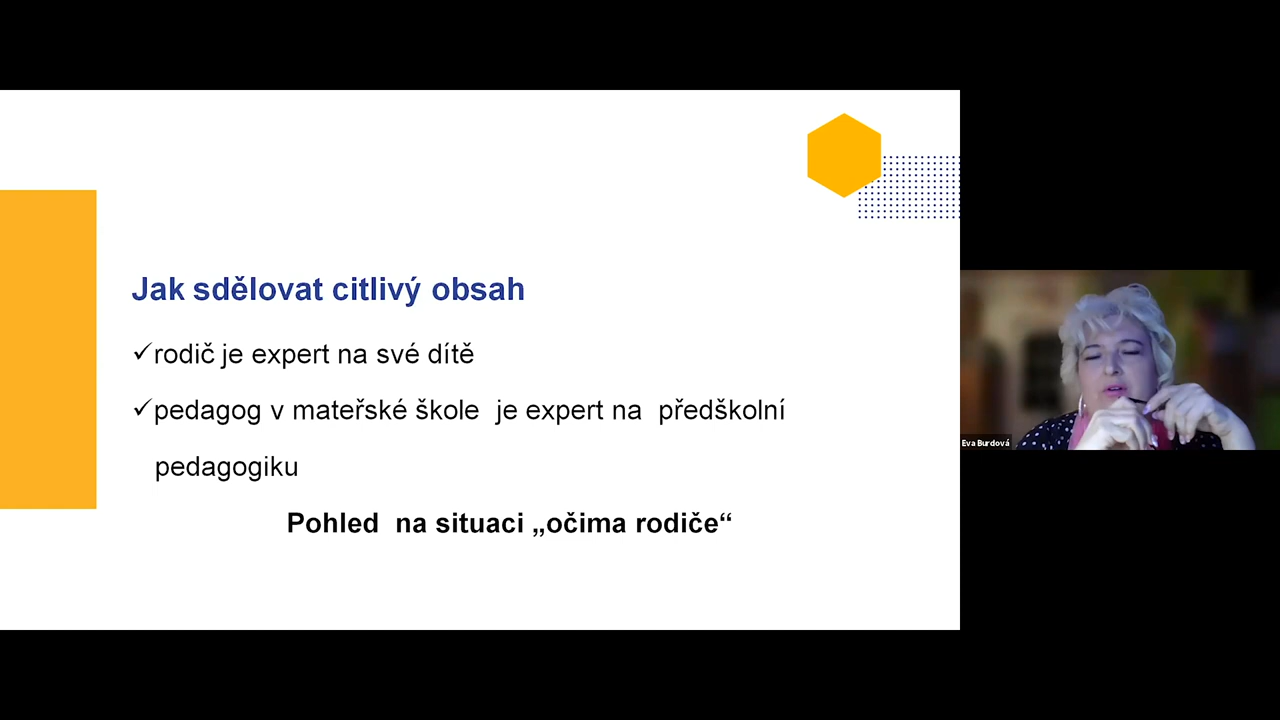 Jak sdělovat citlivý obsah
✓rodič je expert na své dítě
✓pedagog v mateřské škole je expert na předškolní
pedagogiku
Pohled na situaci „očima rodiče“
Eva Burdová